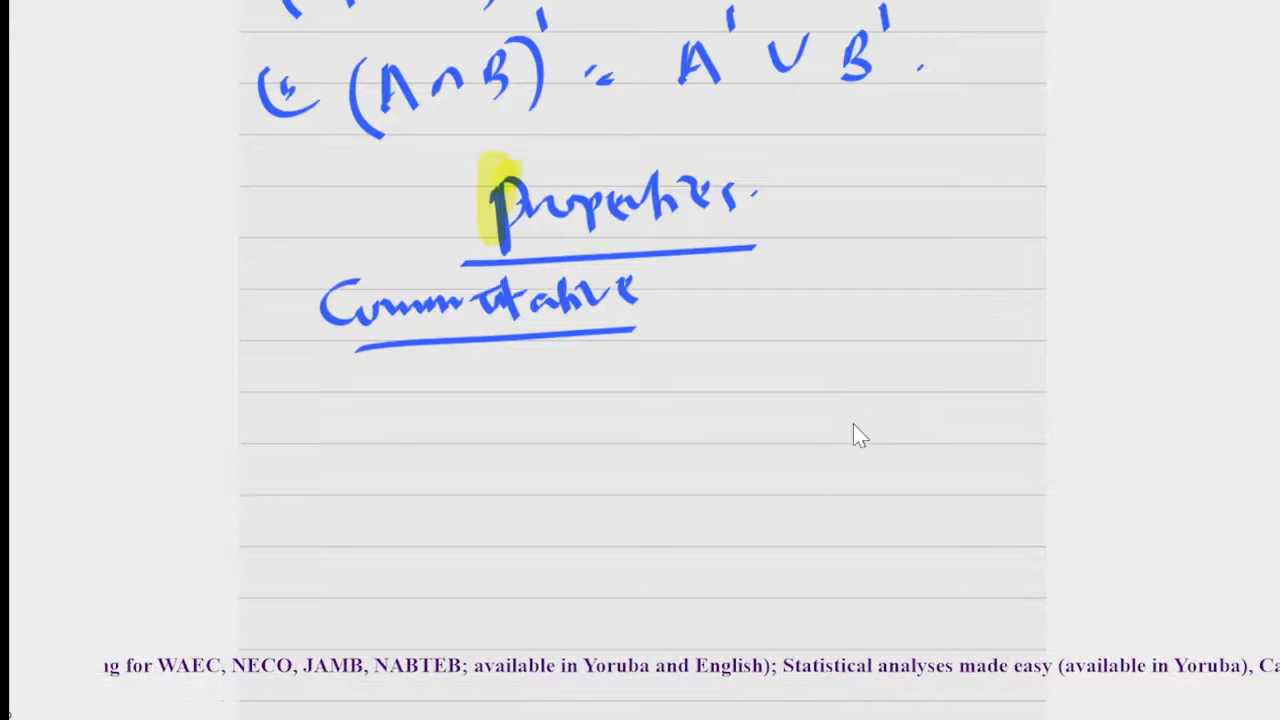 (A ∩ B)' = A' ∪ B'.
Properties.
Commutative
ng for WAEC, NECO, JAMB, NABTEB; available in Yoruba and English); Statistical analyses made easy (available in Yoruba), Ca